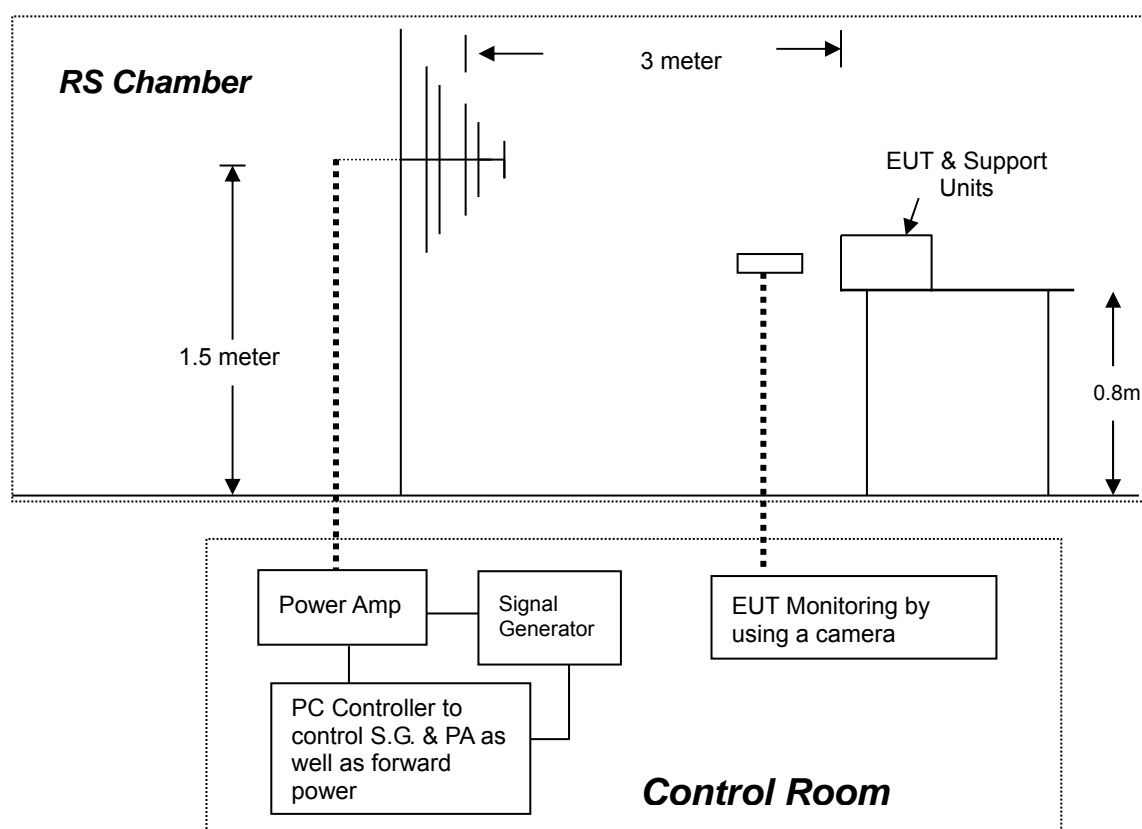 RS Chamber
3 meter
EUT & Support
Units
1.5 meter
0.8m
Power Amp
Signal
Generator
EUT Monitoring by
using a camera
PC Controller to
control S.G. & PA as
well as forward
power
Control Room